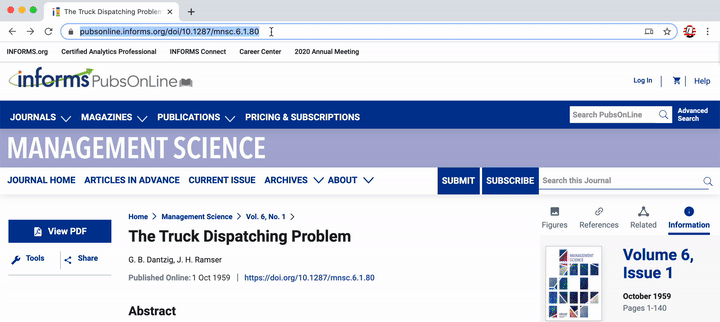 The Truck Dispatching Problem
pubsonline.informs.org/doi/10.1287/mnsc.6.1.80
INFORMS.org Certified Analytics Professional INFORMS Connect Career Center 2020 Annual Meeting
informs PubsOnLine
Log In Help
JOURNALS MAGAZINES PUBLICATIONS PRICING & SUBSCRIPTIONS
Search PubsOnLine
Advanced
Search
MANAGEMENT SCIENCE
JOURNAL HOME ARTICLES IN ADVANCE CURRENT ISSUE ARCHIVES ABOUT
SUBMIT SUBSCRIBE Search this Journal
View PDF
Tools Share
Home > Management Science > Vol. 6, No. 1 >
The Truck Dispatching Problem
G. B. Dantzig, J. H. Ramser
Published Online: 1 Oct 1959 | https://doi.org/10.1287/mnsc.6.1.80
Abstract
Figures References Related Information
Volume 6,
Issue 1
October 1959
Pages 1-140